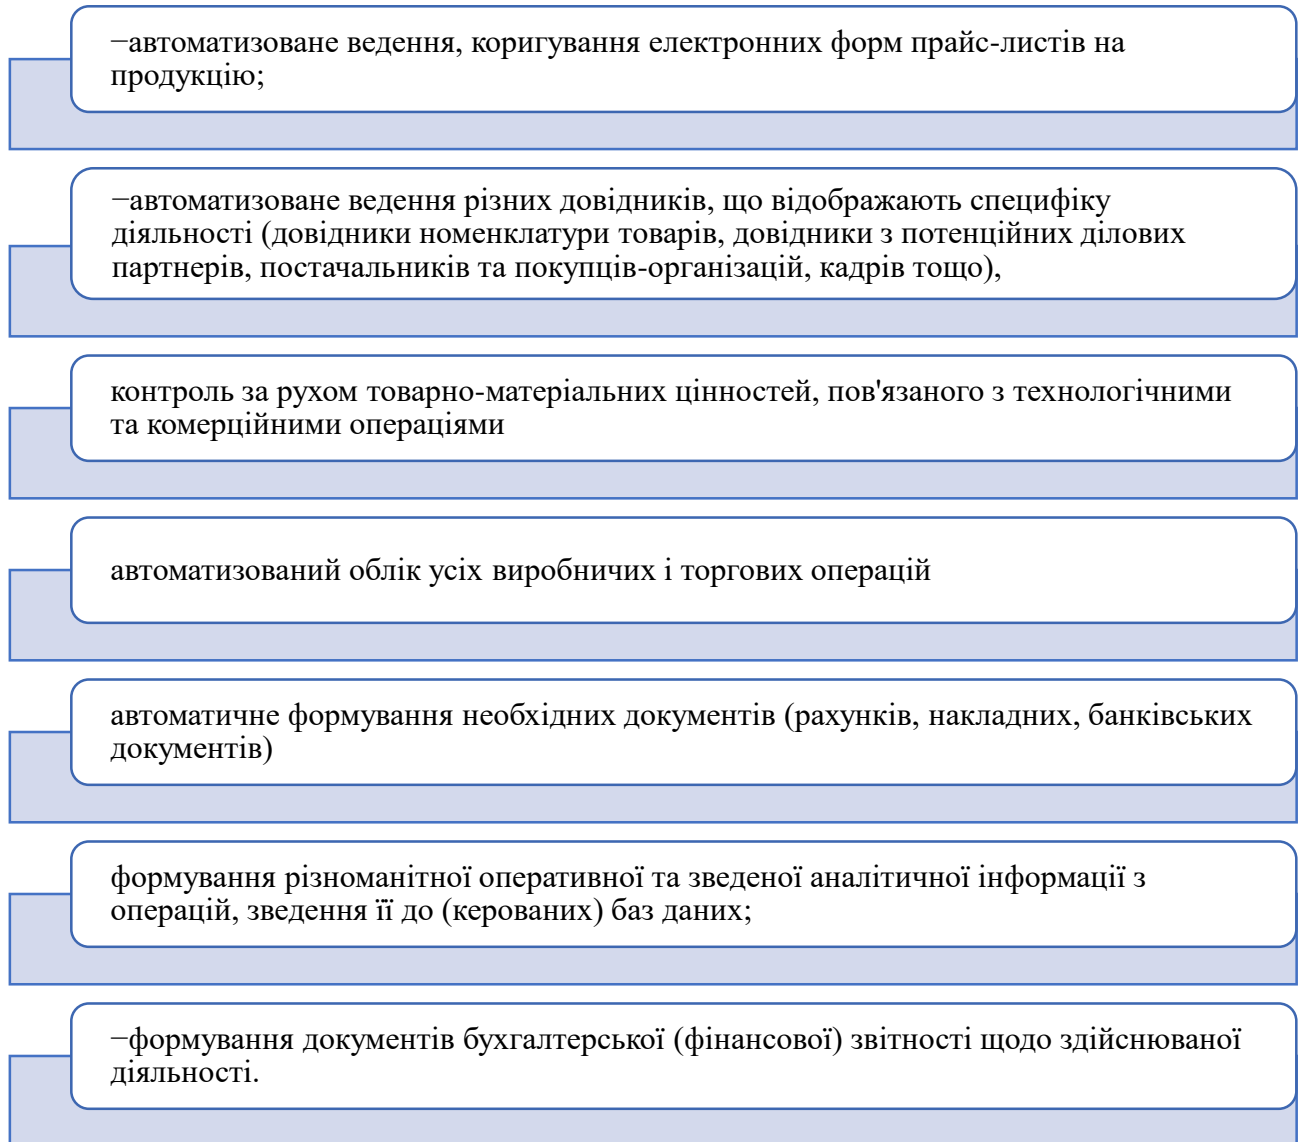 −автоматизоване ведення, коригування електронних форм прайс-листів на
продукцію;
−автоматизоване ведення різних довідників, що відображають специфіку
діяльності (довідники номенклатури товарів, довідники з потенційних ділових
партнерів, постачальників та покупців-організацій, кадрів тощо),
контроль за рухом товарно-матеріальних цінностей, пов'язаного з технологічними
та комерційними операціями
автоматизований облік усіх виробничих і торгових операцій
автоматичне формування необхідних документів (рахунків, накладних, банківських
документів)
формування різноманітної оперативної та зведеної аналітичної інформації з
операцій, зведення її до (керованих) баз даних;
−формування документів бухгалтерської (фінансової) звітності щодо здійснюваної
діяльності.